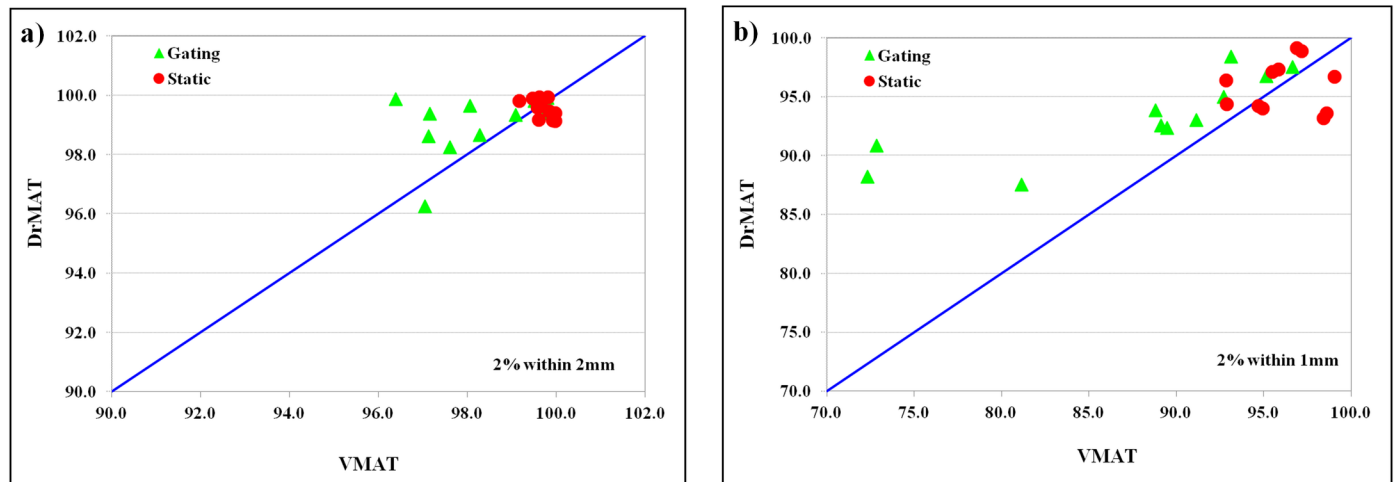 a)
102.0
100.0
98.0
96.0
94.0
92.0
90.0
DrMAT
Gating
Static
2% within 2mm
90.0 92.0 94.0 96.0 98.0 100.0 102.0
VMAT
b)
100.0
95.0
90.0
85.0
80.0
75.0
70.0
DrMAT
Gating
Static
2% within 1mm
70.0 75.0 80.0 85.0 90.0 95.0 100.0
VMAT